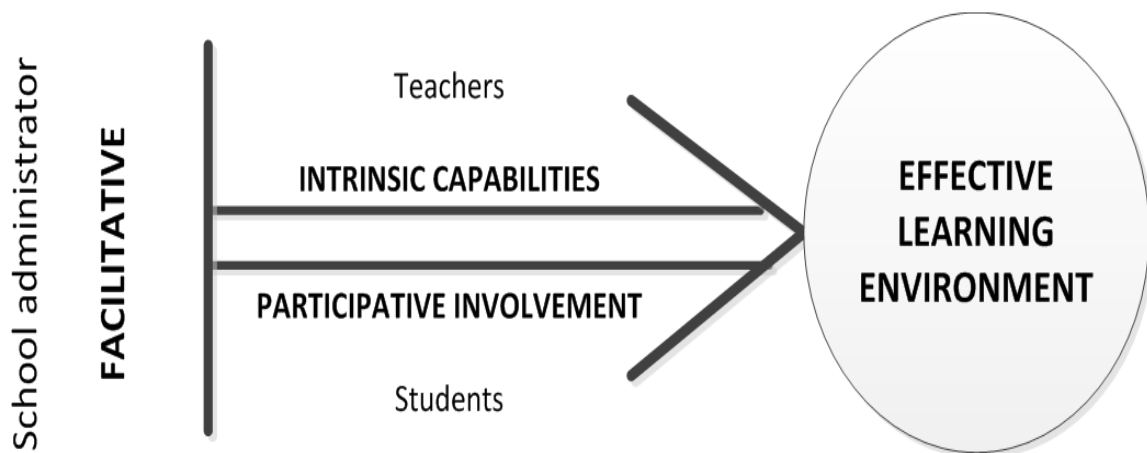 School administrator
FACILITATIVE
Teachers
INTRINSIC CAPABILITIES
PARTICIPATIVE INVOLVEMENT
Students
EFFECTIVE
LEARNING
ENVIRONMENT